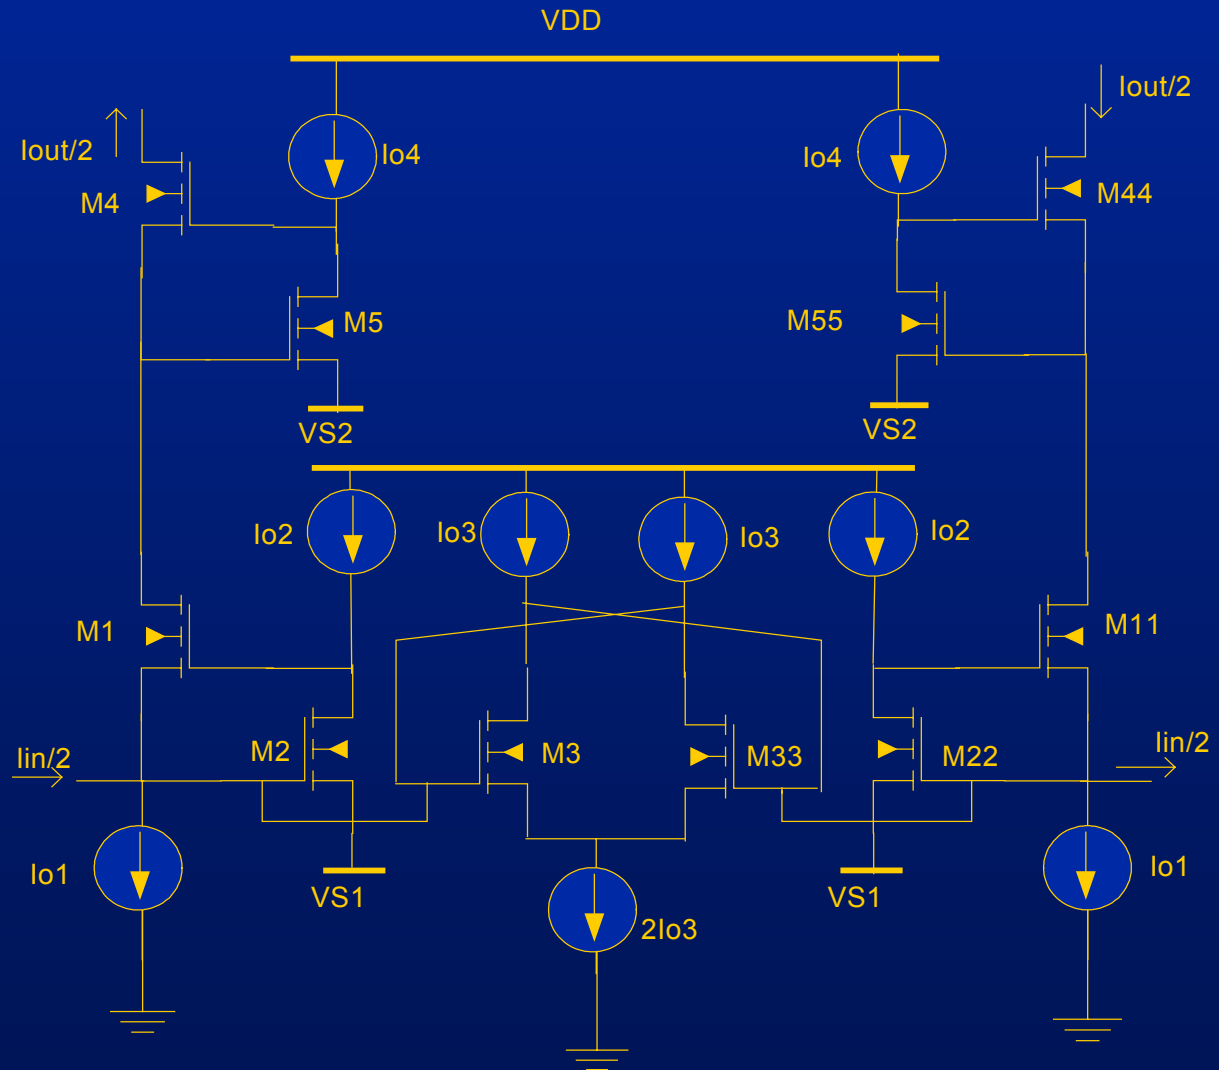 VDD
Iout/2
Iout/2
Io4
Io4
M4
M44
M5
M55
VS2
VS2
Io2
Io3
Io3
Io2
M1
M11
M2
M3
M33
M22
Iin/2
Iin/2
Io1
VS1
VS1
Io1
2Io3